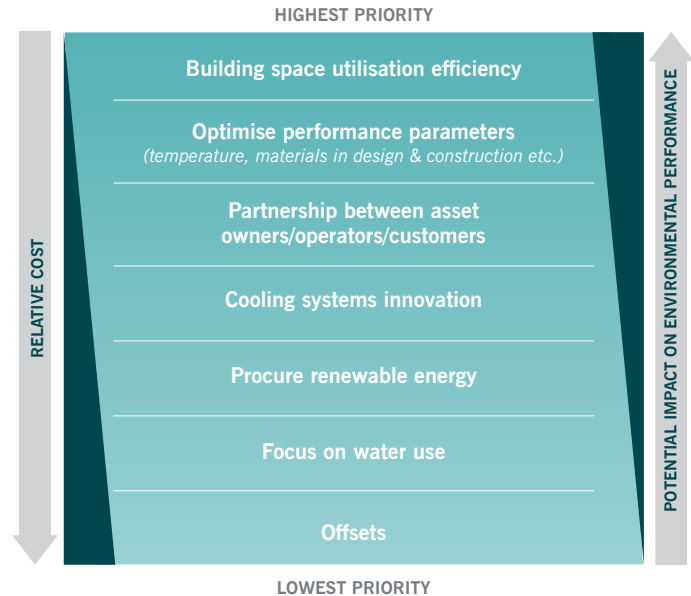 HIGHEST PRIORITY
Building space utilisation efficiency
Optimise performance parameters
(temperature, materials in design & construction etc.)
Partnership between asset
owners/operators/customers
Cooling systems innovation
Procure renewable energy
Focus on water use
Offsets
LOWEST PRIORITY
RELATIVE COST
POTENTIAL IMPACT ON ENVIRONMENTAL PERFORMANCE